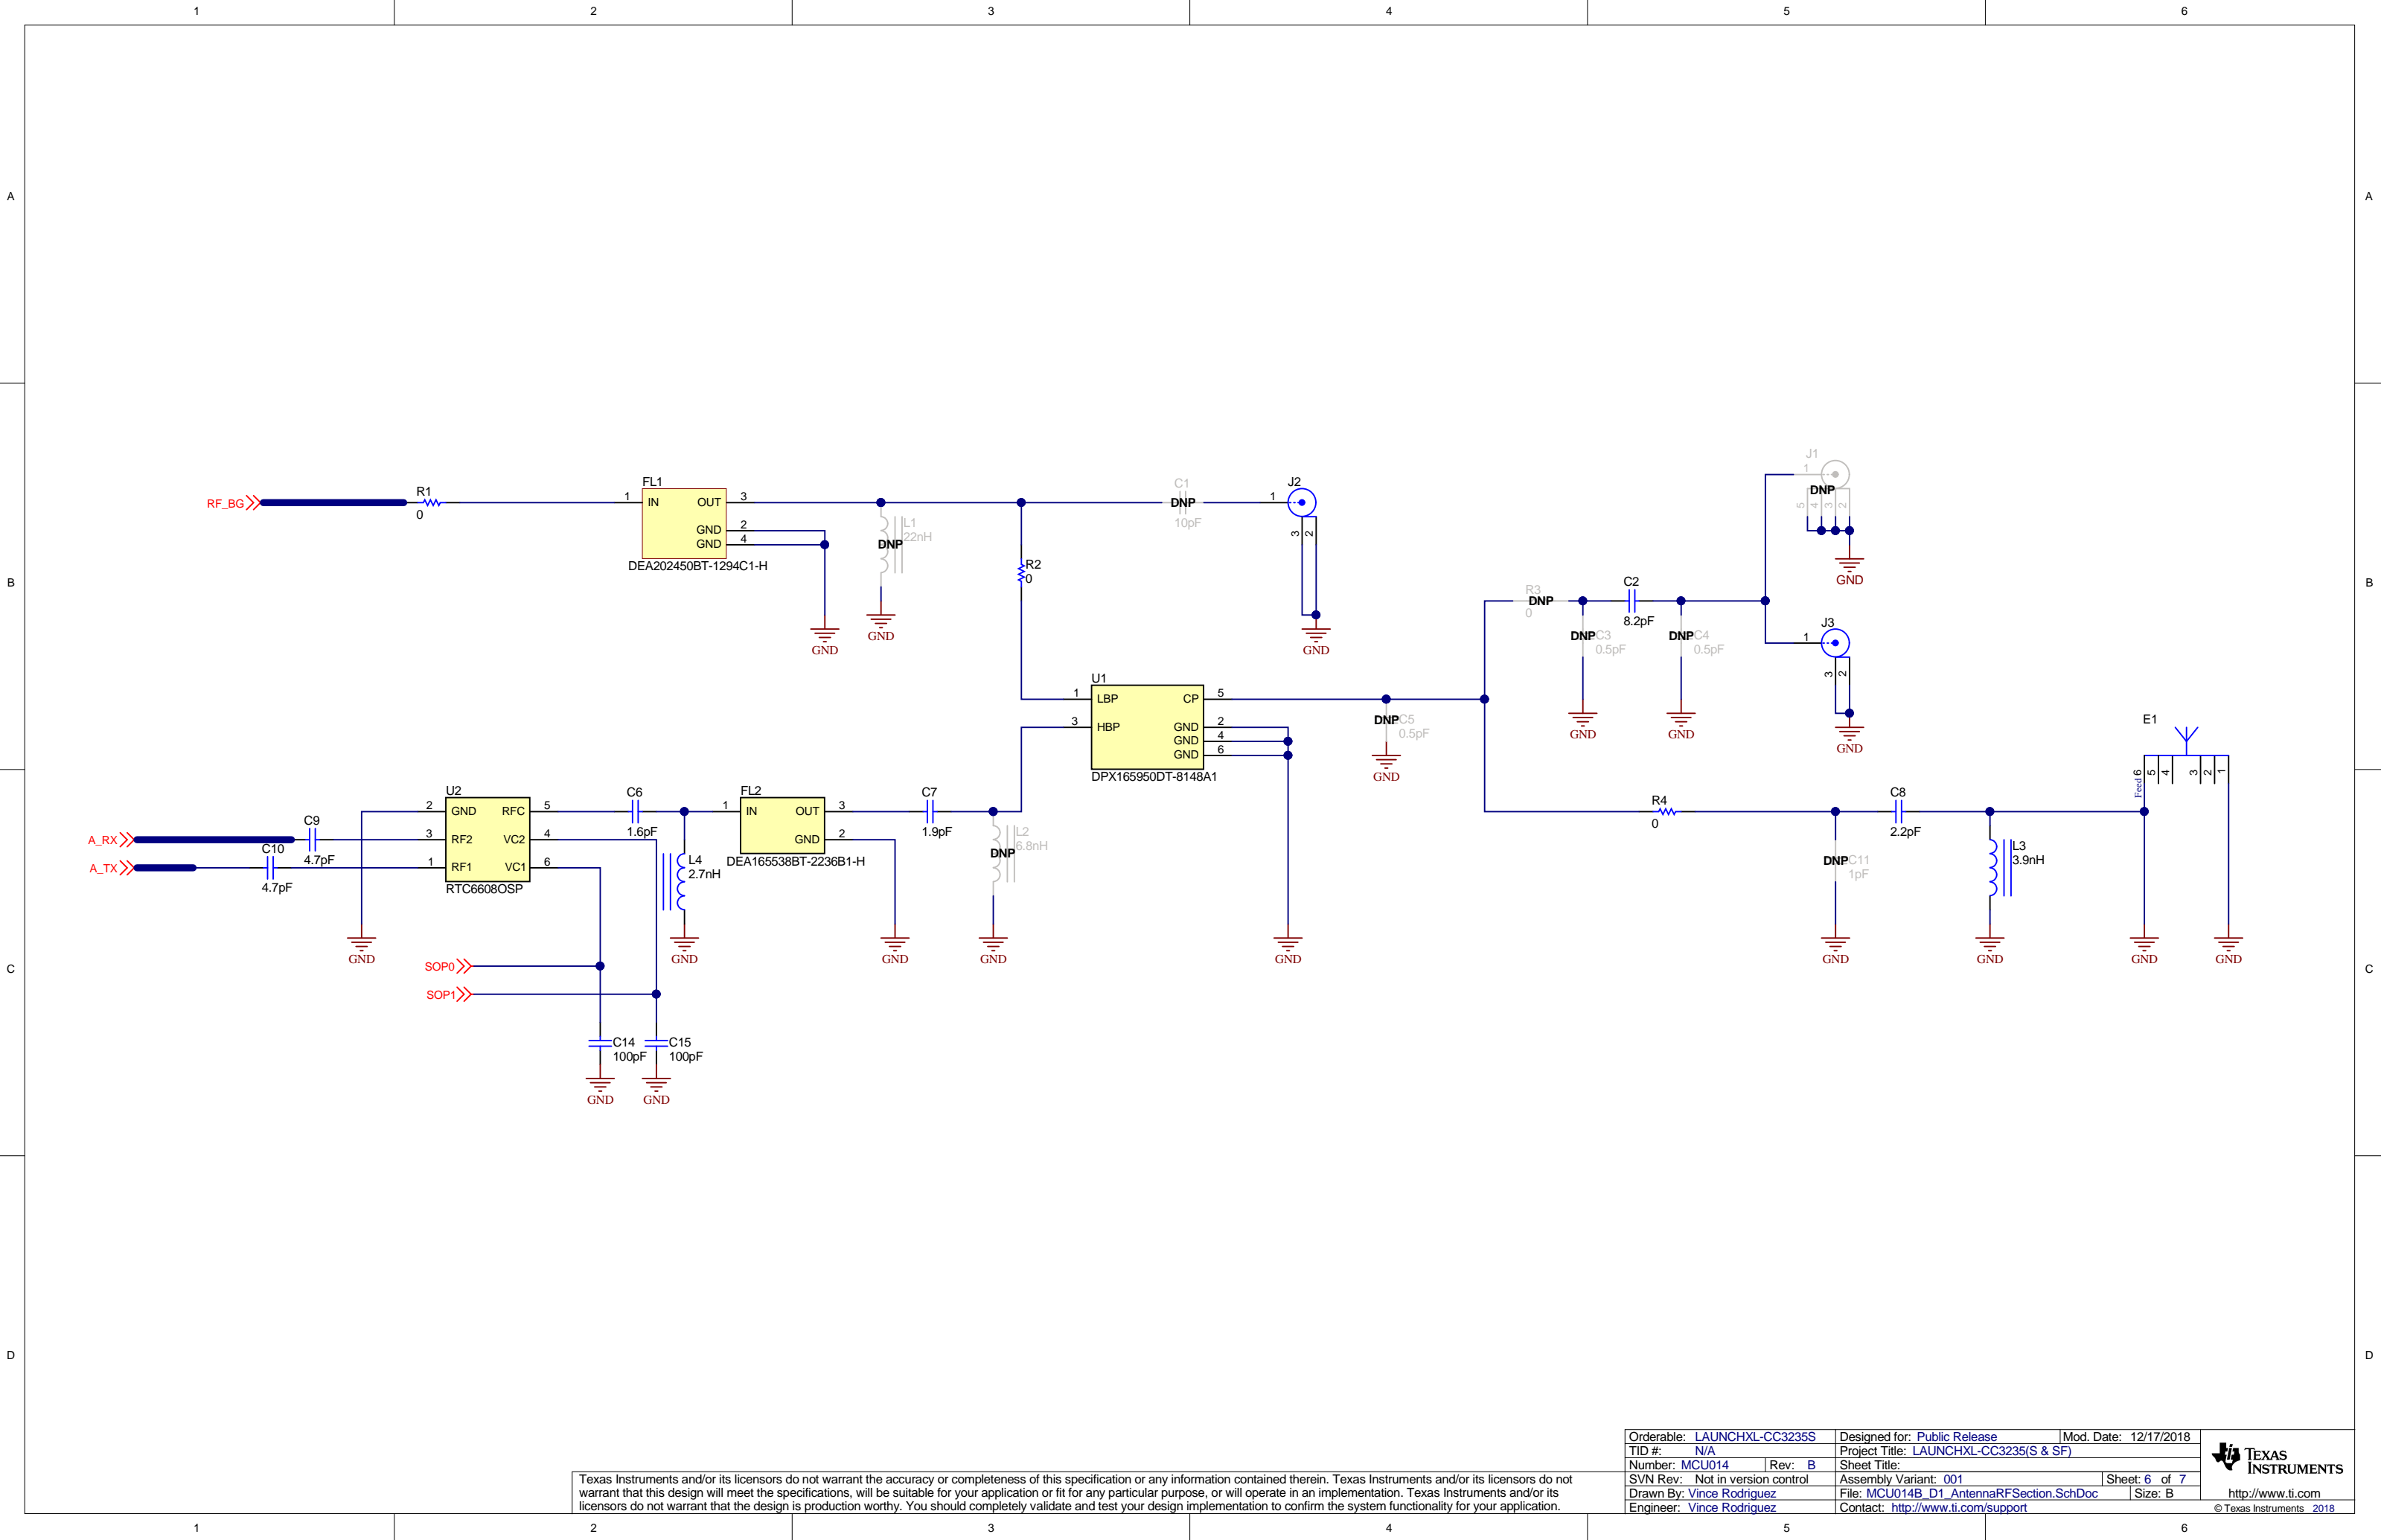 1 2 3 4 5 6
A A
B B
C C
D D
RF_BG
R1
0
FL1
1 IN OUT 3
GND 2
GND 4
DEA202450BT-1294C1-H
GND
DNP
L1
22nH
GND
R2
0
C1
DNP
10pF
J2
1
3 2
GND
U1
1 LBP CP 5
3 HBP GND 2
GND 4
GND 6
DPX165950DT-8148A1
GND
DNP C5
0.5pF
GND
R3
DNP
0
DNP C3
0.5pF
GND
C2
8.2pF
DNP C4
0.5pF
GND
J1
1
DNP
5 4 3 2
GND
J3
1
3 2
GND
E1
Feed 6 5 4 3 2 1
GND
GND
A_RX
C9
4.7pF
A_TX
C10
4.7pF
GND
U2
2 GND RFC 5
3 RF2 VC2 4
1 RF1 VC1 6
RTC6608OSP
C6
1.6pF
L4
2.7nH
GND
FL2
1 IN OUT 3
GND 2
DEA165538BT-2236B1-H
GND
C7
1.9pF
DNP
L2
6.8nH
GND
R4
0
DNP C11
1pF
GND
C8
2.2pF
L3
3.9nH
GND
SOP0
SOP1
C14
100pF
GND
C15
100pF
GND
Texas Instruments and/or its licensors do not warrant the accuracy or completeness of this specification or any information contained therein. Texas Instruments and/or its licensors do not
warrant that this design will meet the specifications, will be suitable for your application or fit for any particular purpose, or will operate in an implementation. Texas Instruments and/or its
licensors do not warrant that the design is production worthy. You should completely validate and test your design implementation to confirm the system functionality for your application.
Orderable: LAUNCHXL-CC3235S Designed for: Public Release Mod. Date: 12/17/2018
TID #: N/A Project Title: LAUNCHXL-CC3235(S & SF)
Number: MCU014 Rev: B Sheet Title:
SVN Rev: Not in version control Assembly Variant: 001 Sheet: 6 of 7
Drawn By: Vince Rodriguez File: MCU014B_D1_AntennaRFSection.SchDoc Size: B
Engineer: Vince Rodriguez Contact: http://www.ti.com/support
TEXAS
INSTRUMENTS
http://www.ti.com
© Texas Instruments 2018
1 2 3 4 5 6